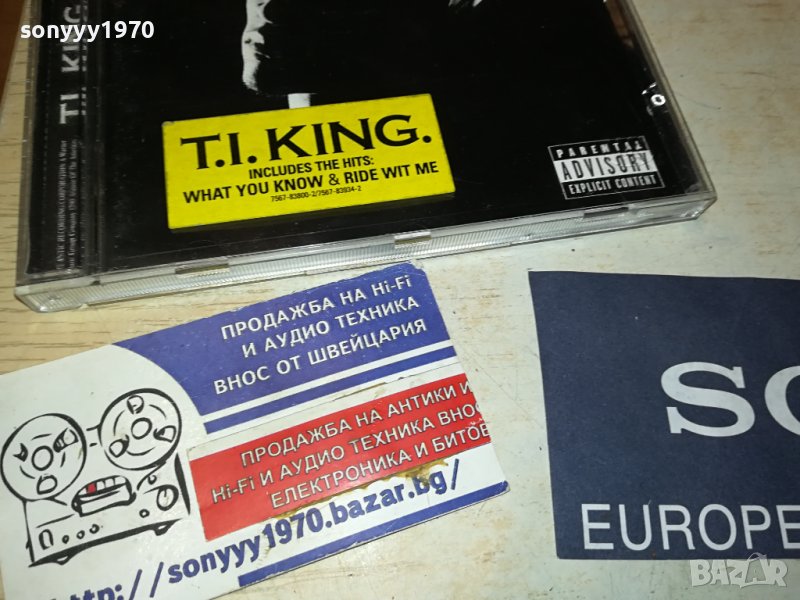 sonyyy1970
T.I. KING
T.I. KING.
INCLUDES THE HITS:
WHAT YOU KNOW & RIDE WIT ME
7567-83800-2/7567-83934-2
PARENTAL
ADVISORY
EXPLICIT CONTENT
ПРОДАЖБА НА Hi-Fi
И АУДИО ТЕХНИКА
ВНОС ОТ ШВЕЙЦАРИЯ
ПРОДАЖБА НА АНТИКИ И
Hi-Fi И АУДИО ТЕХНИКА ВНОС
ЕЛЕКТРОНИКА И БИТОВ
http://sonyyy1970.bazar.bg/
SO
EUROPE
BAZAR